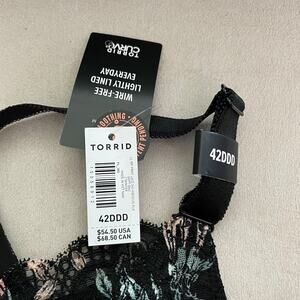 TORRID
CURVE
WIRE-FREE
LIGHTLY LINED
EVERYDAY
TORRID
42DDD
$54.50 USA
$68.50 CAN
42DDD